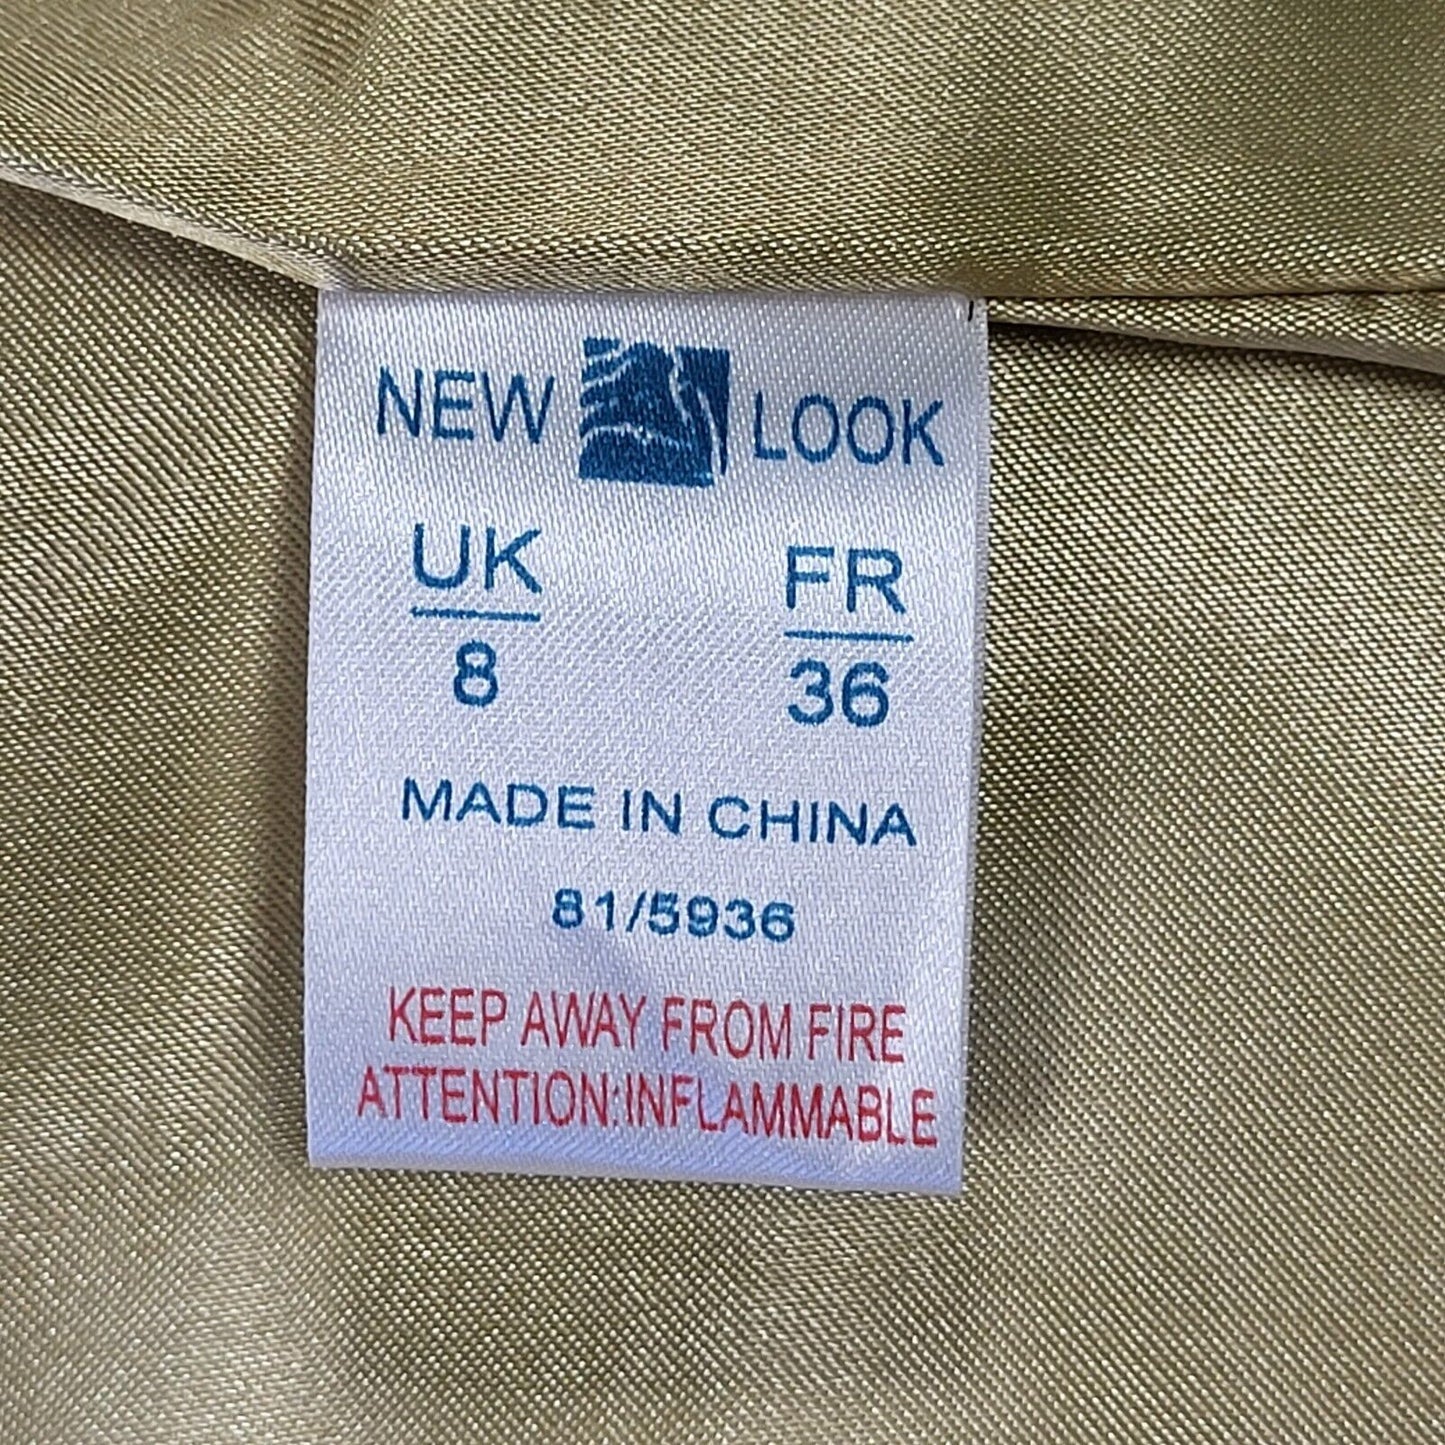 NEW LOOK
UK FR
8 36
MADE IN CHINA
81/5936
KEEP AWAY FROM FIRE
ATTENTION:INFLAMMABLE